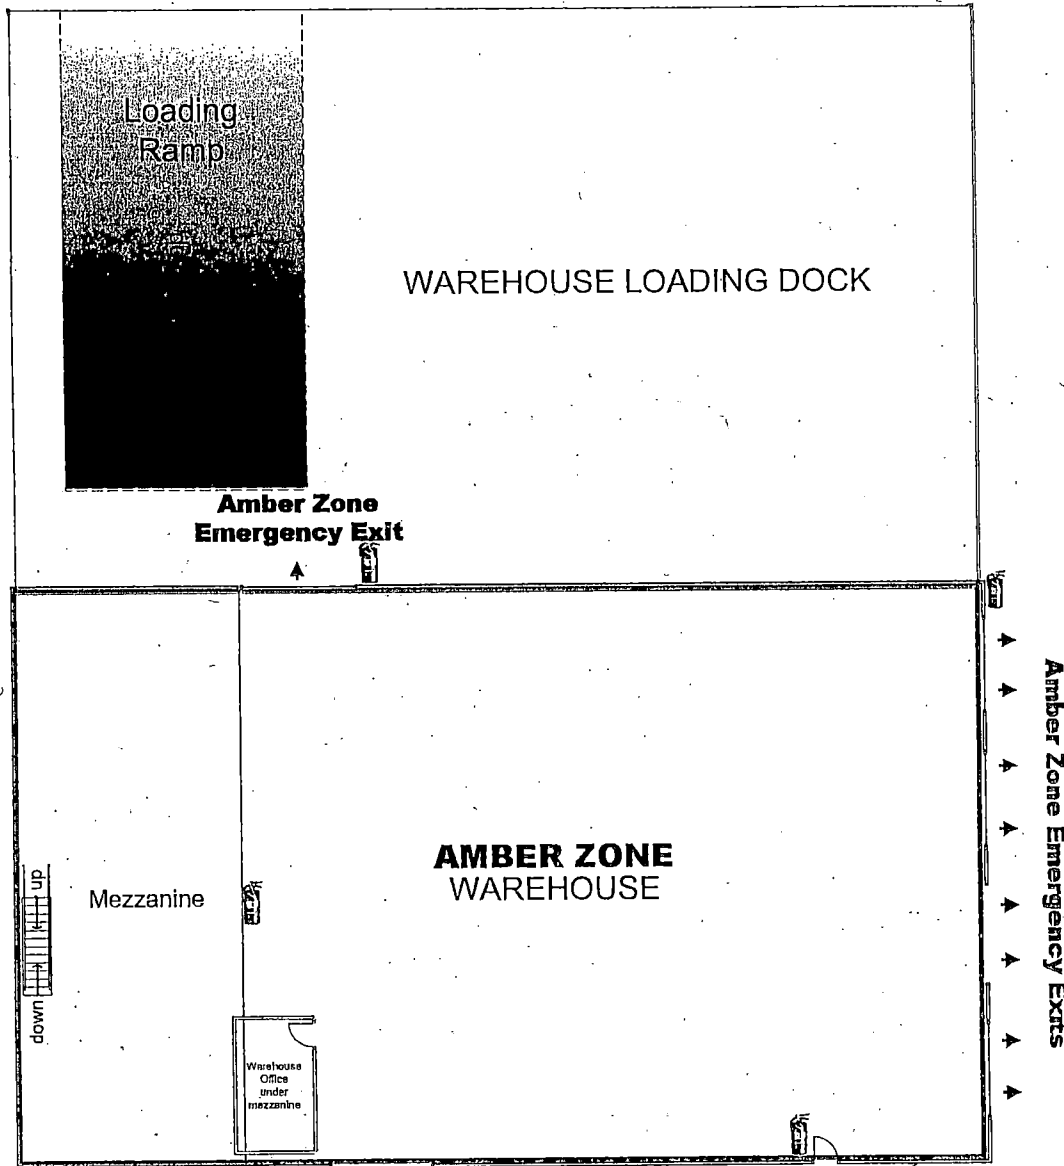 Loading
Ramp
WAREHOUSE LOADING DOCK
Amber Zone
Emergency Exit
Amber Zone Emergency Exits
AMBER ZONE
WAREHOUSE
Mezzanine
up
down
Warehouse
Office
under
mezzanine